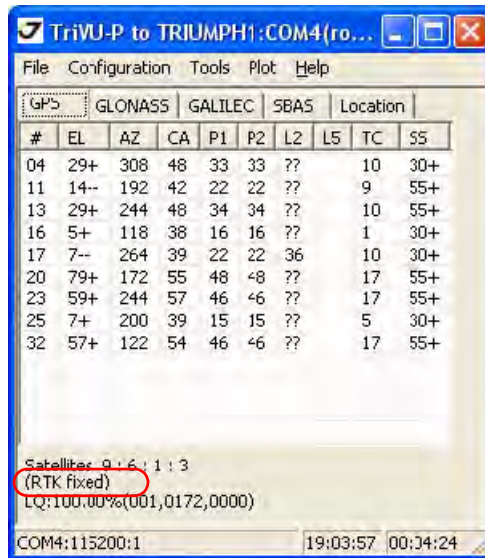 TriVU-P to TRIUMPH1:COM4(ro...
File Configuration Tools Plot Help
GPS GLONASS GALILEC SBAS Location
# EL AZ CA P1 P2 L2 L5 TC SS
04 29+ 308 48 33 33 ?? 10 30+
11 14-- 192 42 22 22 ?? 9 55+
13 29+ 244 48 34 34 ?? 10 55+
16 5+ 118 38 16 16 ?? 1 30+
17 7-- 264 39 22 22 36 10 30+
20 79+ 172 55 48 48 ?? 17 55+
23 59+ 244 57 46 46 ?? 17 55+
25 7+ 200 39 15 15 ?? 5 30+
32 57+ 122 54 46 46 ?? 17 55+
Satellites 9 : 6 : 1 : 3
(RTK fixed)
LQ:100.00%(001,0172,0000)
COM4:115200:1 19:03:57 00:04:24